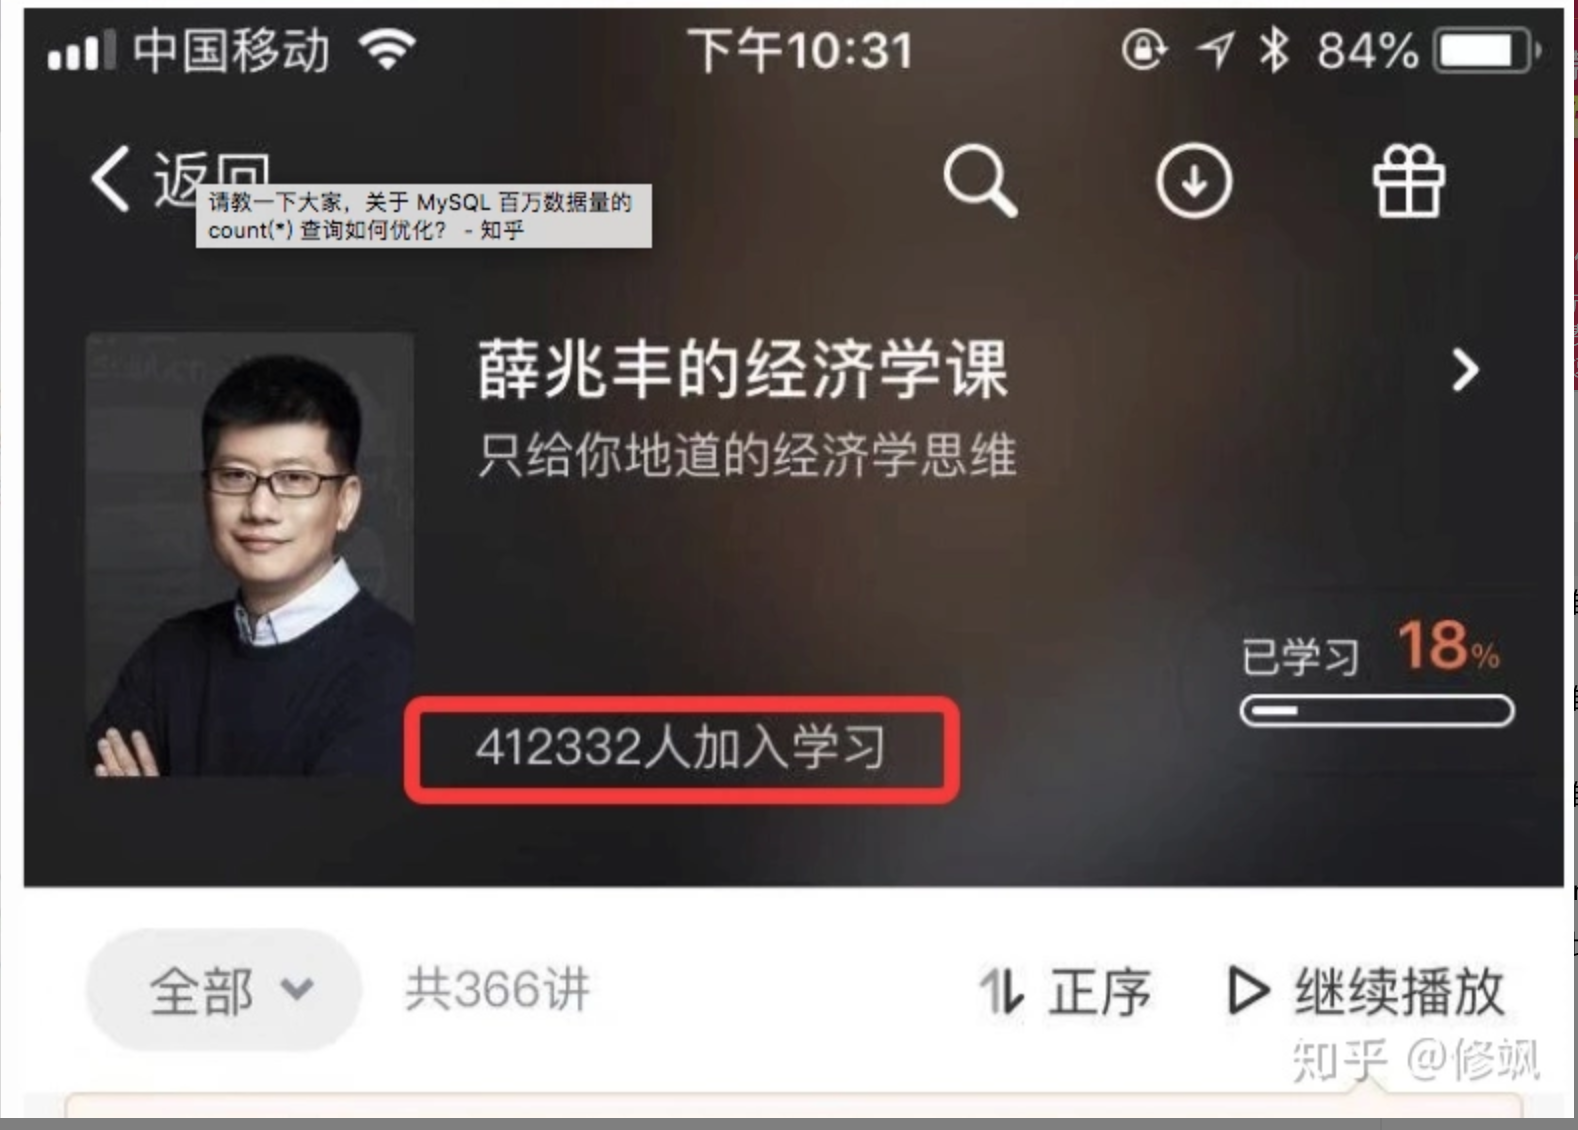 中国移动 下午10:31 84%
返回
请教一下大家，关于 MySQL 百万数据量的
count(*) 查询如何优化？ - 知乎
薛兆丰的经济学课
只给你地道的经济学思维
已学习 18%
412332人加入学习
全部 共366讲 正序 继续播放
知乎 @修飒